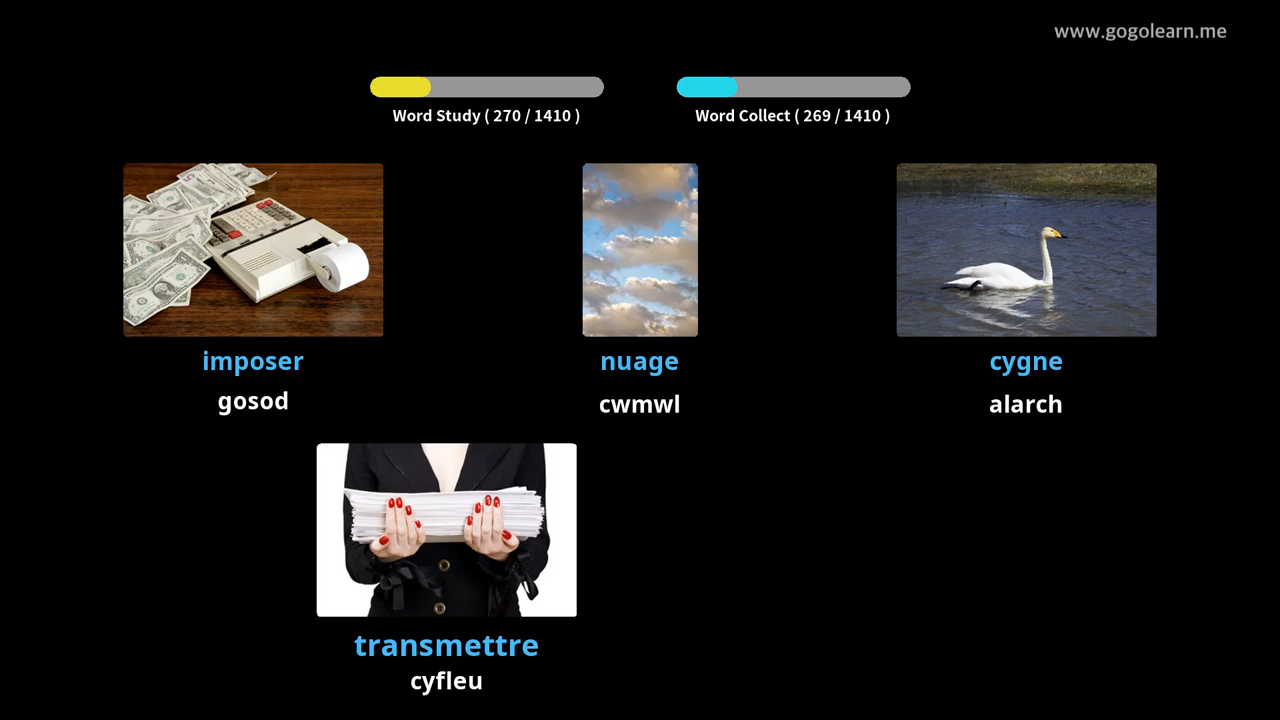 www.gogolearn.me
Word Study ( 270 / 1410 )
Word Collect ( 269 / 1410 )
imposer
gosod
nuage
cwmwl
cygne
alarch
transmettre
cyfleu